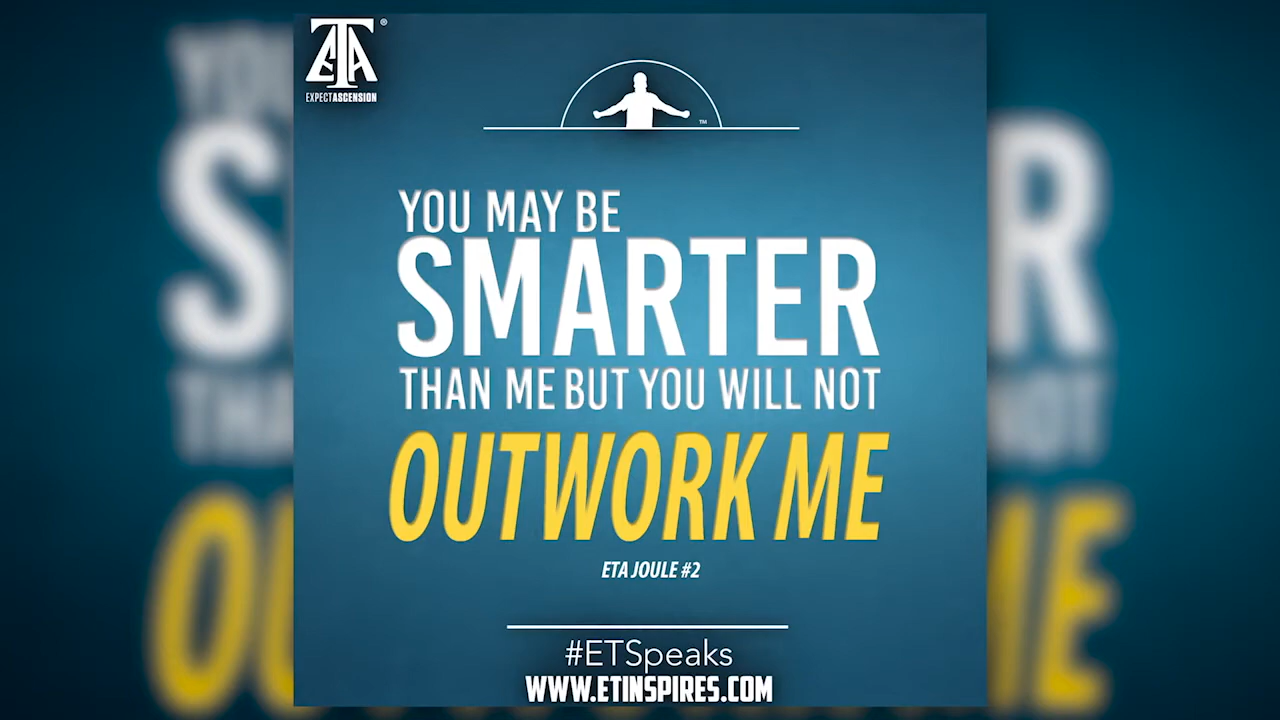 ETA®
EXPECTASCENSION
™
YOU MAY BE
SMARTER
THAN ME BUT YOU WILL NOT
OUTWORK ME
ETA JOULE #2
#ETSpeaks
WWW.ETINSPIRES.COM